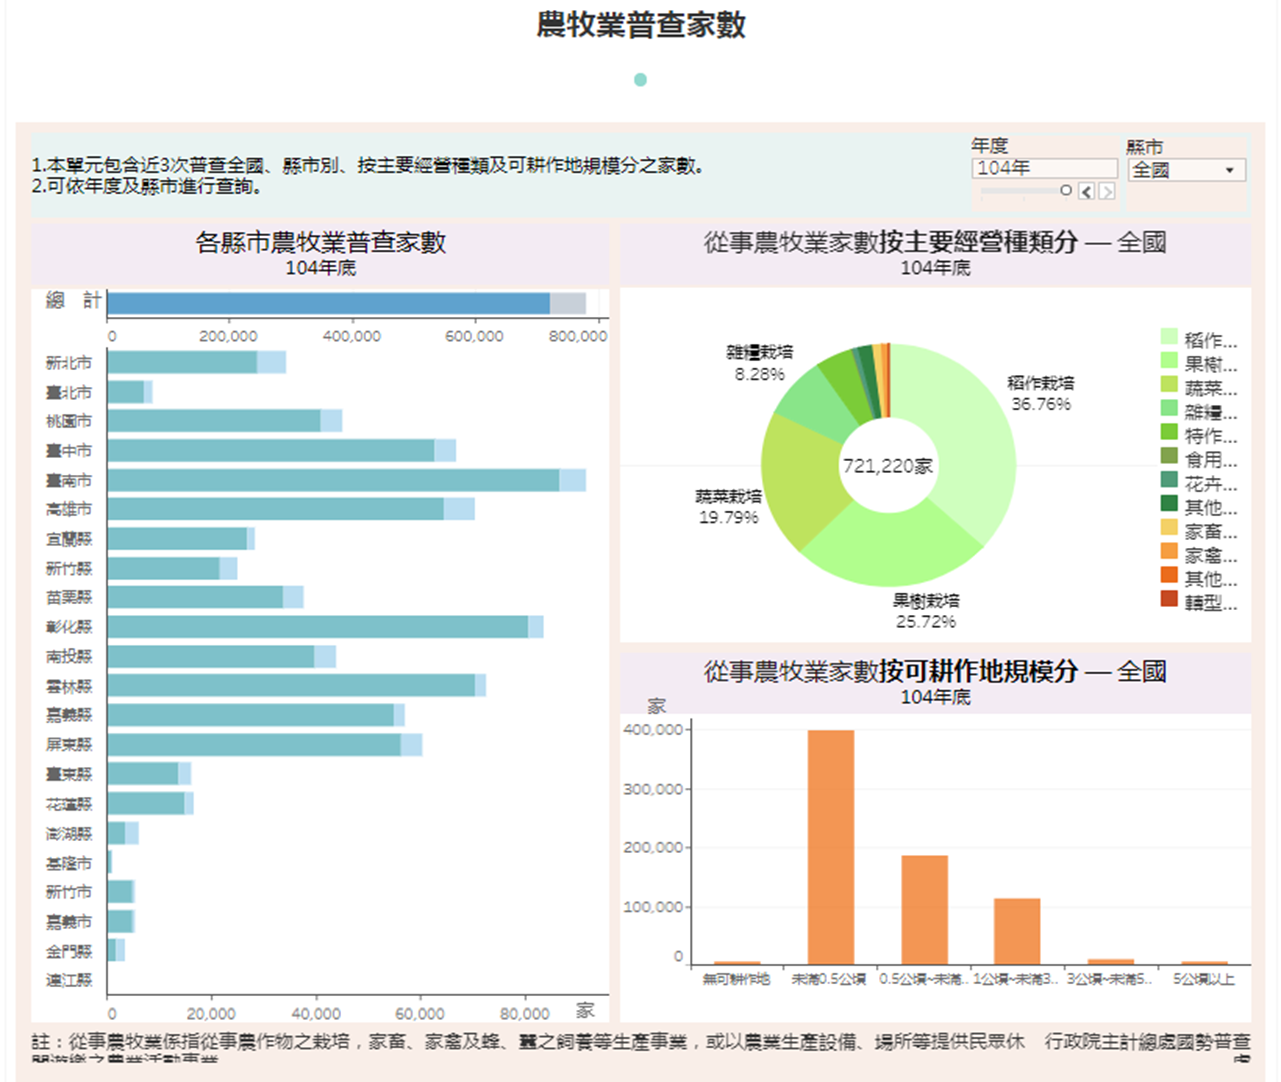 農牧業普查家數
1.本單元包含近3次普查全國、縣市別、按主要經營種類及可耕作地規模分之家數。
2.可依年度及縣市進行查詢。
年度
104年
縣市
全國
各縣市農牧業普查家數
104年底
總 計
0 200,000 400,000 600,000 800,000
新北市
臺北市
桃園市
臺中市
臺南市
高雄市
宜蘭縣
新竹縣
苗栗縣
彰化縣
南投縣
雲林縣
嘉義縣
屏東縣
臺東縣
花蓮縣
澎湖縣
基隆市
新竹市
嘉義市
金門縣
連江縣
0 20,000 40,000 60,000 80,000 家
從事農牧業家數按主要經營種類分 — 全國
104年底
雜糧栽培
8.28%
稻作栽培
36.76%
721,220家
蔬菜栽培
19.79%
果樹栽培
25.72%
稻作...
果樹...
蔬菜...
雜糧...
特作...
食用...
花卉...
其他...
家畜...
家禽...
其他...
轉型...
從事農牧業家數按可耕作地規模分 — 全國
104年底
家
400,000
300,000
200,000
100,000
0
無可耕作地 未滿0.5公頃 0.5公頃~未滿.. 1公頃~未滿3.. 3公頃~未滿5.. 5公頃以上
註：從事農牧業係指從事農作物之栽培，家畜、家禽及蜂、蠶之飼養等生產事業，或以農業生產設備、場所等提供民眾休 行政院主計總處國勢普查